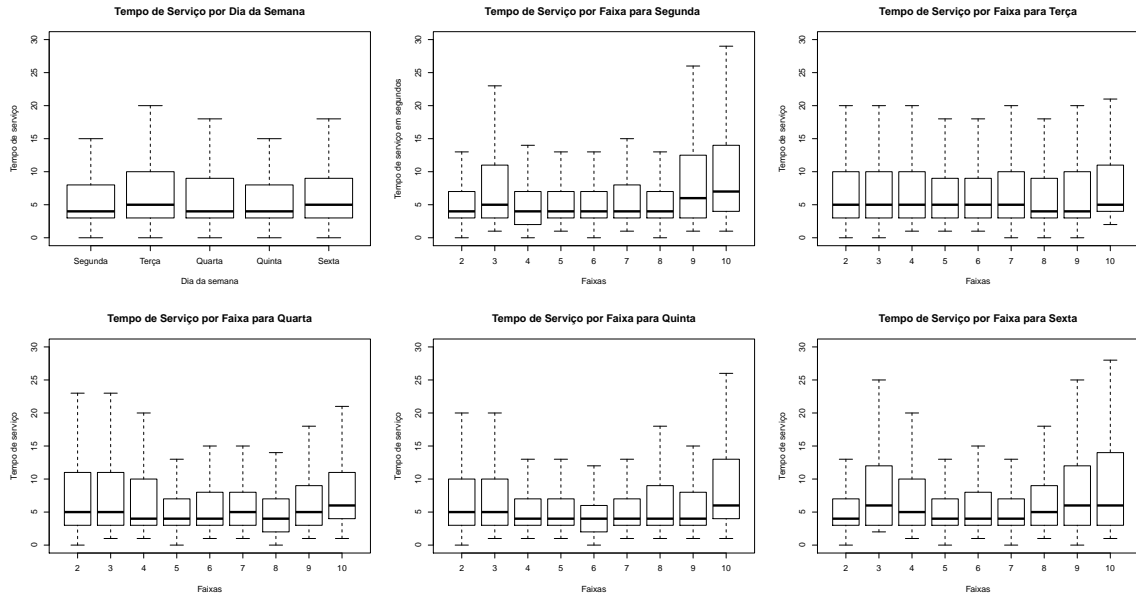 Tempo de Serviço por Dia da Semana
Tempo de serviço
0 5 10 15 20 25 30
Segunda Terça Quarta Quinta Sexta
Dia da semana
Tempo de Serviço por Faixa para Segunda
Tempo de serviço em segundos
0 5 10 15 20 25 30
2 3 4 5 6 7 8 9 10
Faixas
Tempo de Serviço por Faixa para Terça
Tempo de serviço
0 5 10 15 20 25 30
2 3 4 5 6 7 8 9 10
Faixas
Tempo de Serviço por Faixa para Quarta
Tempo de serviço
0 5 10 15 20 25 30
2 3 4 5 6 7 8 9 10
Faixas
Tempo de Serviço por Faixa para Quinta
Tempo de serviço
0 5 10 15 20 25 30
2 3 4 5 6 7 8 9 10
Faixas
Tempo de Serviço por Faixa para Sexta
Tempo de serviço
0 5 10 15 20 25 30
2 3 4 5 6 7 8 9 10
Faixas